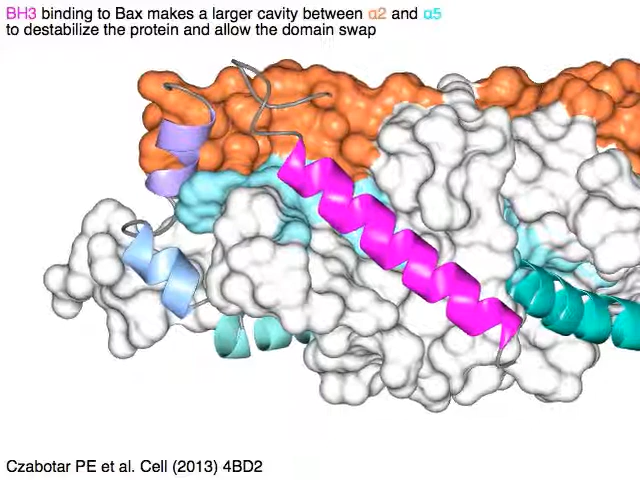 BH3 binding to Bax makes a larger cavity between α2 and α5
to destabilize the protein and allow the domain swap
Czabotar PE et al. Cell (2013) 4BD2